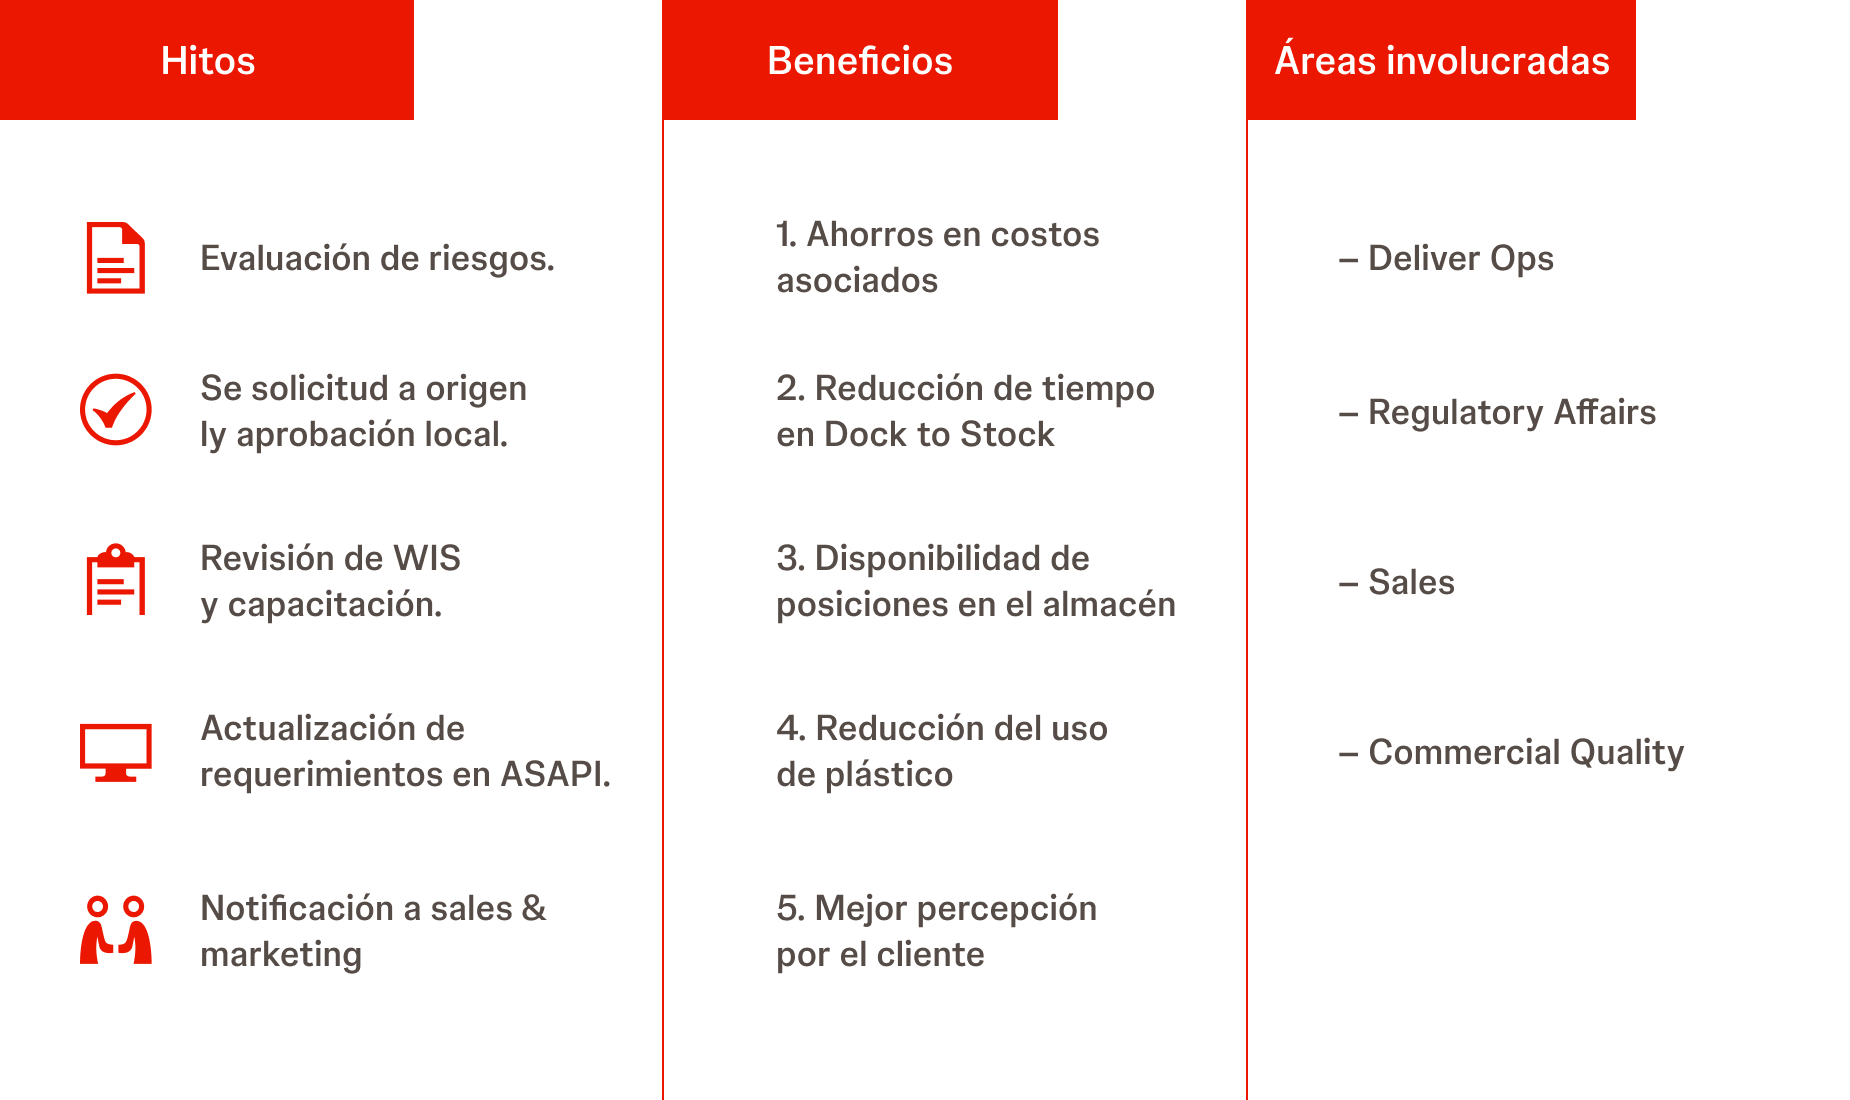 Hitos
Evaluación de riesgos.
Se solicitud a origen
ly aprobación local.
Revisión de WIS
y capacitación.
Actualización de
requerimientos en ASAPI.
Notificación a sales &
marketing
Beneficios
1. Ahorros en costos
asociados
2. Reducción de tiempo
en Dock to Stock
3. Disponibilidad de
posiciones en el almacén
4. Reducción del uso
de plástico
5. Mejor percepción
por el cliente
Áreas involucradas
– Deliver Ops
– Regulatory Affairs
– Sales
– Commercial Quality